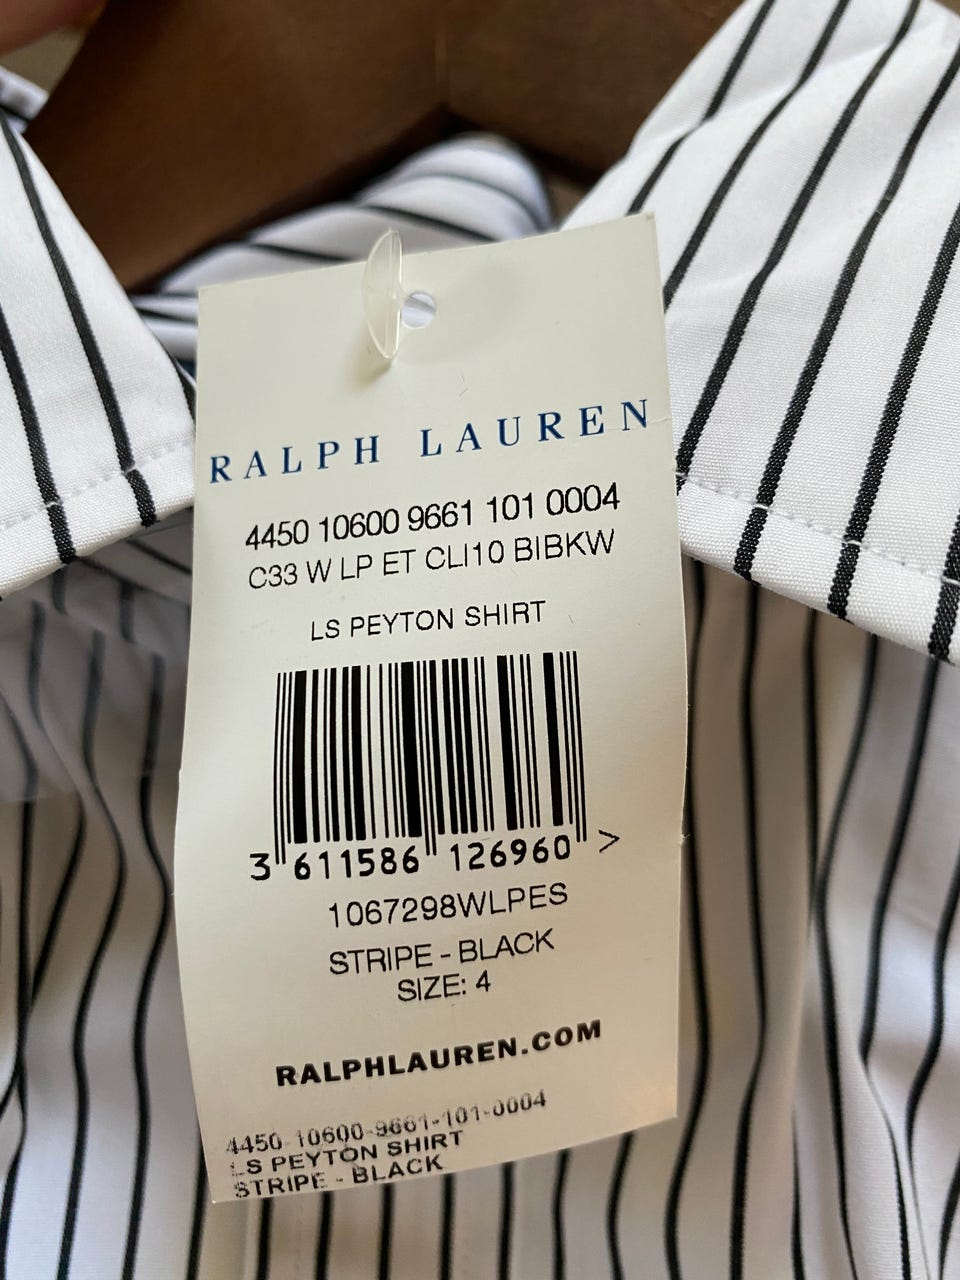 RALPH LAUREN
4450 10600 9661 101 0004
C33 W LP ET CLI10 BIBKW
LS PEYTON SHIRT
3 611586 126960 >
1067298WLPES
STRIPE - BLACK
SIZE: 4
RALPHLAUREN.COM
4450-10600-9661-101-0004
LS PEYTON SHIRT
STRIPE - BLACK